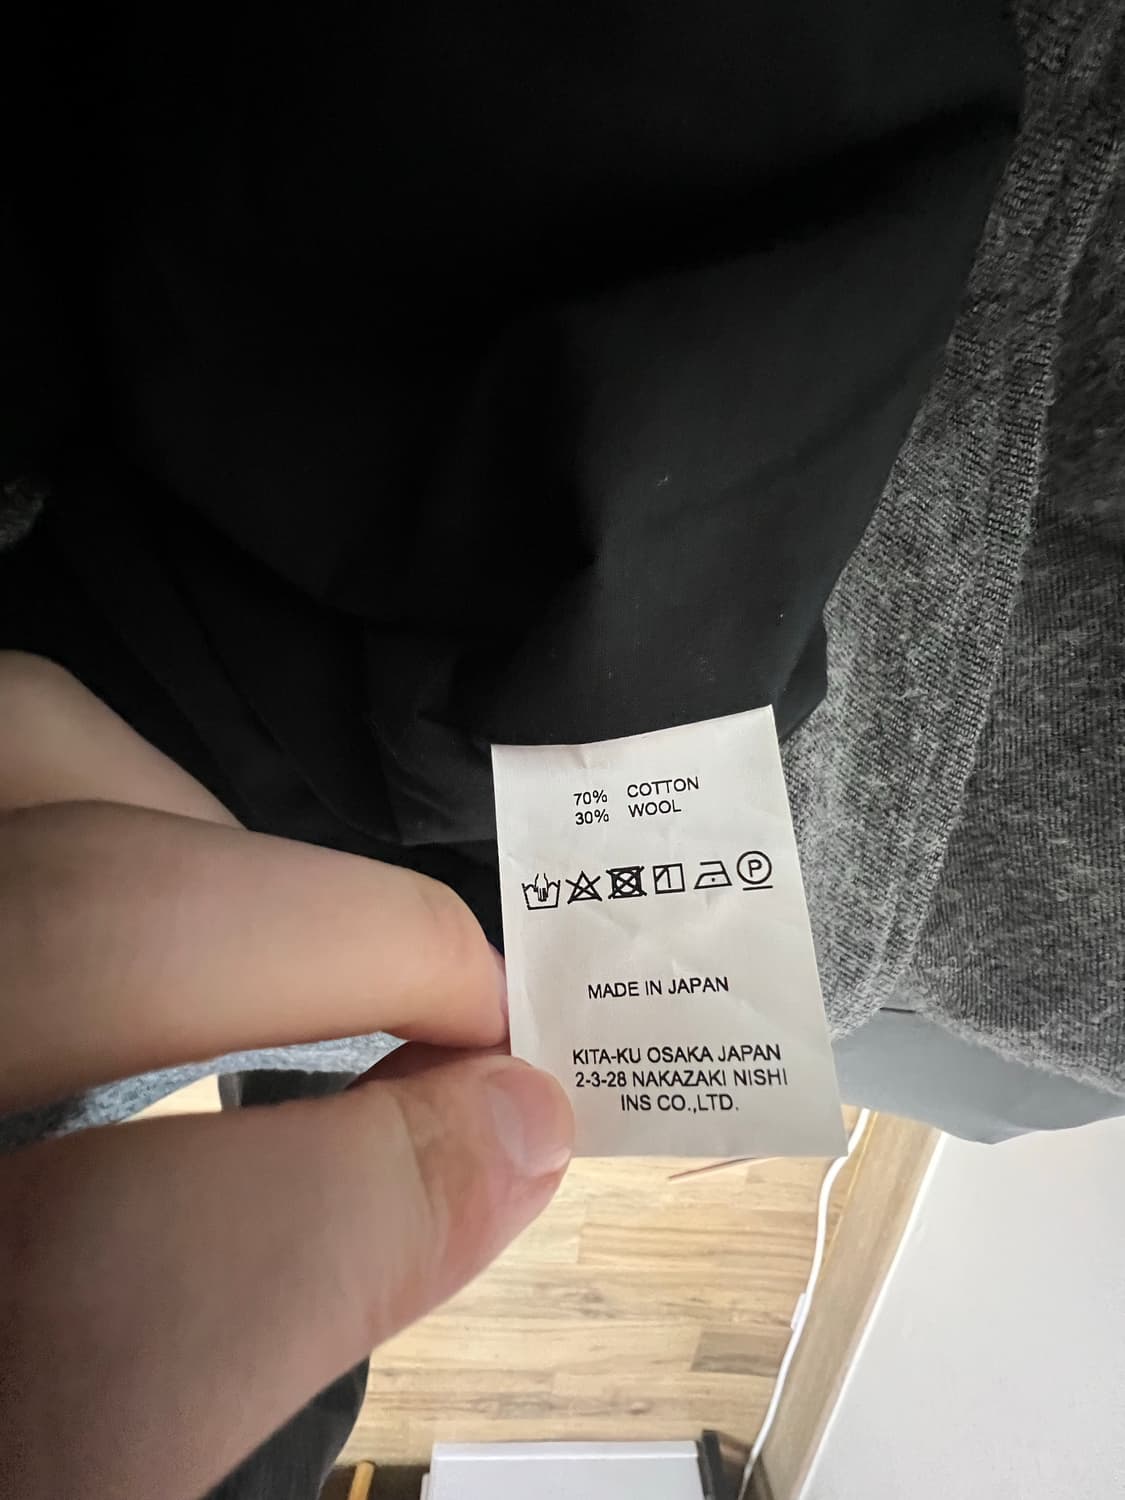 70% COTTON
30% WOOL
P
MADE IN JAPAN
KITA-KU OSAKA JAPAN
2-3-28 NAKAZAKI NISHI
INS CO.,LTD.